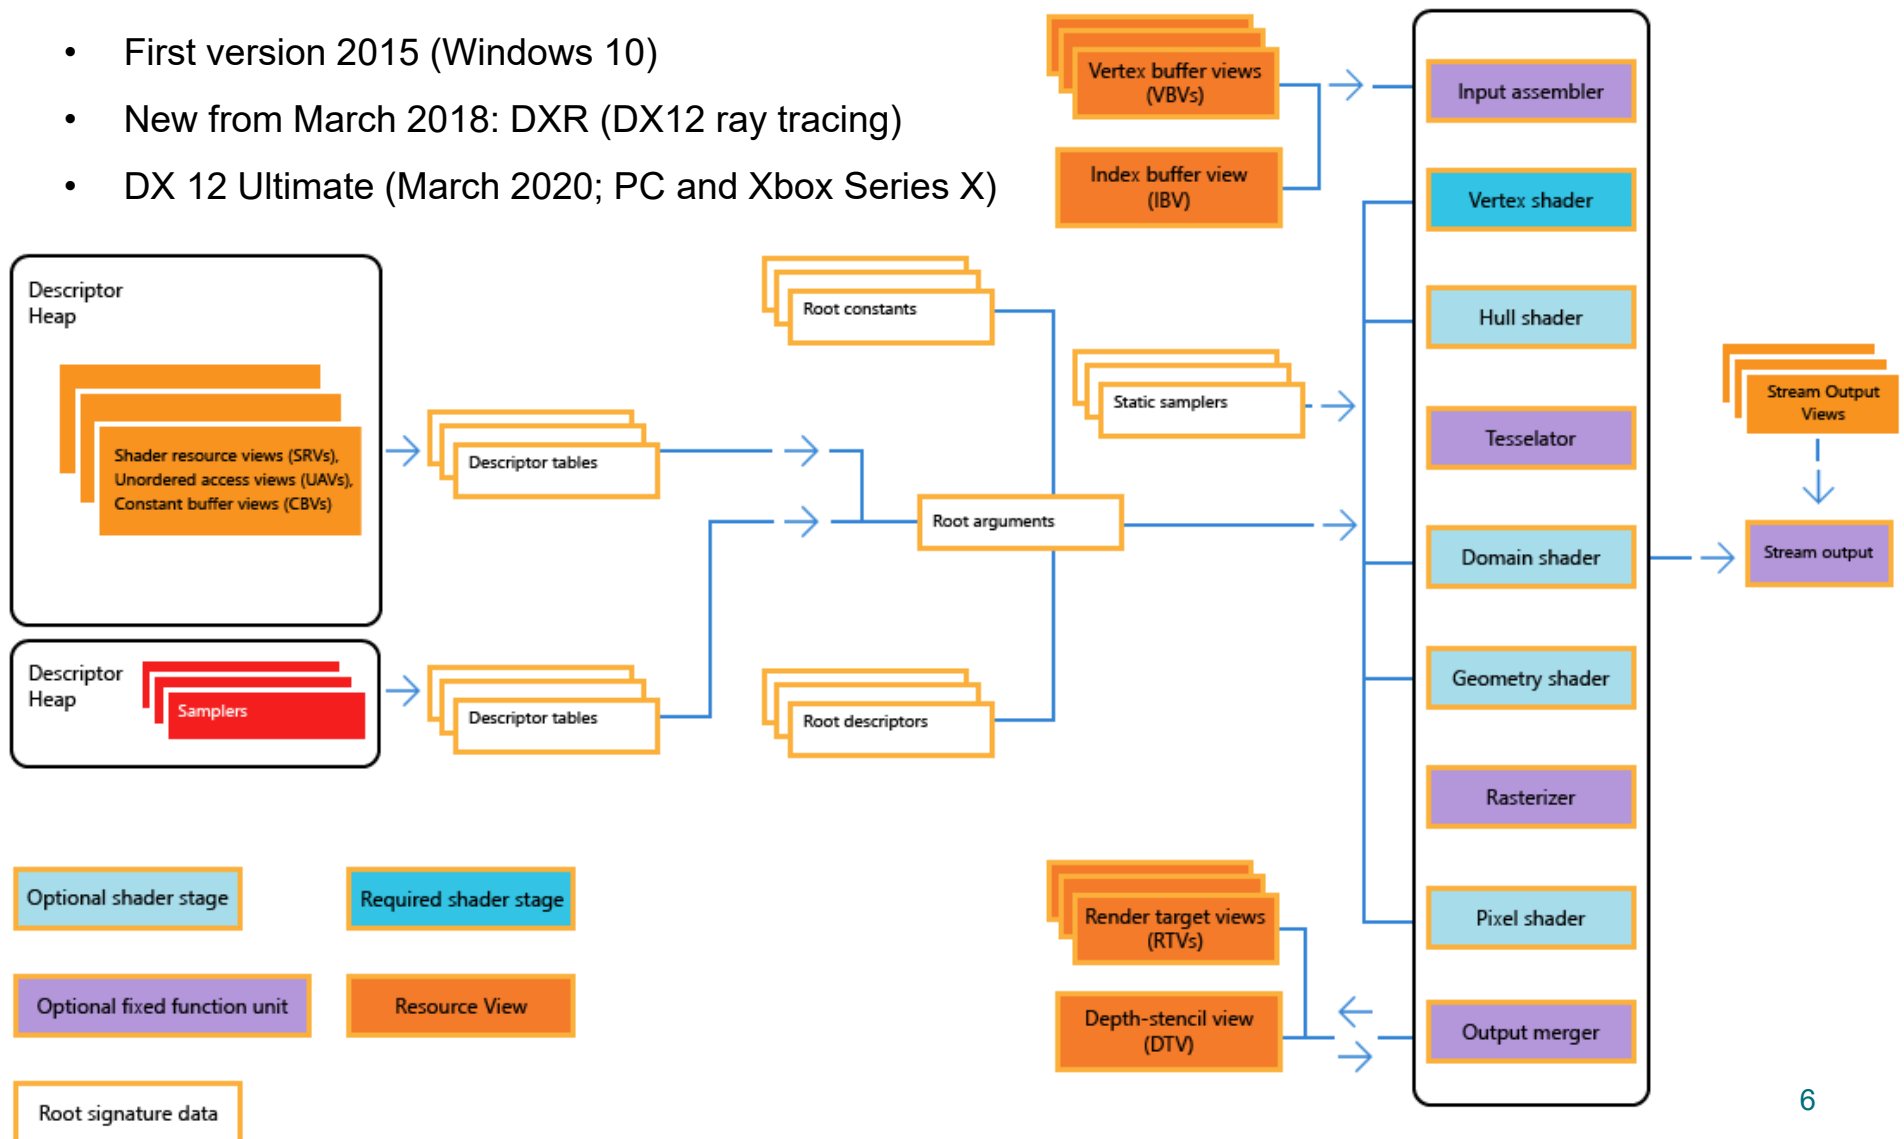 • First version 2015 (Windows 10)
• New from March 2018: DXR (DX12 ray tracing)
• DX 12 Ultimate (March 2020; PC and Xbox Series X)
Vertex buffer views
(VBVs)
Index buffer view
(IBV)
Input assembler
Vertex shader
Hull shader
Tesselator
Domain shader
Geometry shader
Rasterizer
Pixel shader
Output merger
Descriptor
Heap
Shader resource views (SRVs),
Unordered access views (UAVs),
Constant buffer views (CBVs)
Descriptor tables
Root constants
Static samplers
Root arguments
Stream Output
Views
Stream output
Descriptor
Heap
Samplers
Descriptor tables
Root descriptors
Render target views
(RTVs)
Depth-stencil view
(DTV)
Optional shader stage
Required shader stage
Optional fixed function unit
Resource View
Root signature data
6